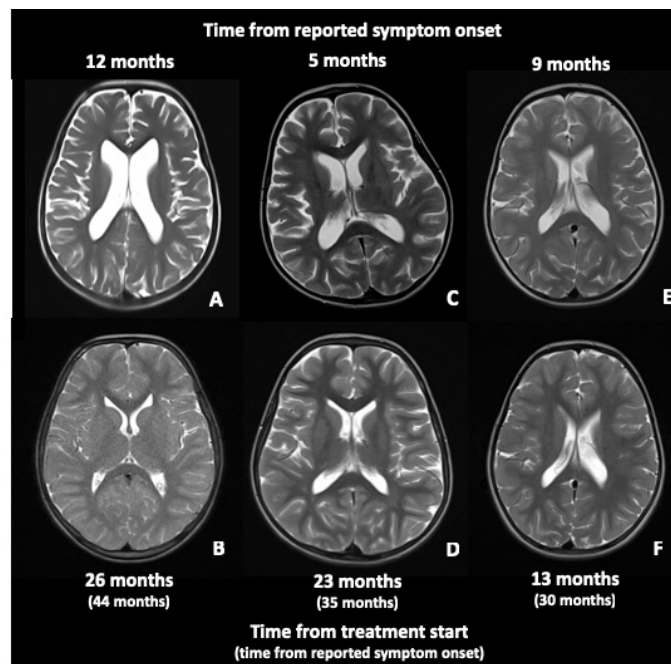 Time from reported symptom onset
12 months
5 months
9 months
A
C
E
B
D
F
26 months
(44 months)
23 months
(35 months)
13 months
(30 months)
Time from treatment start
(time from reported symptom onset)